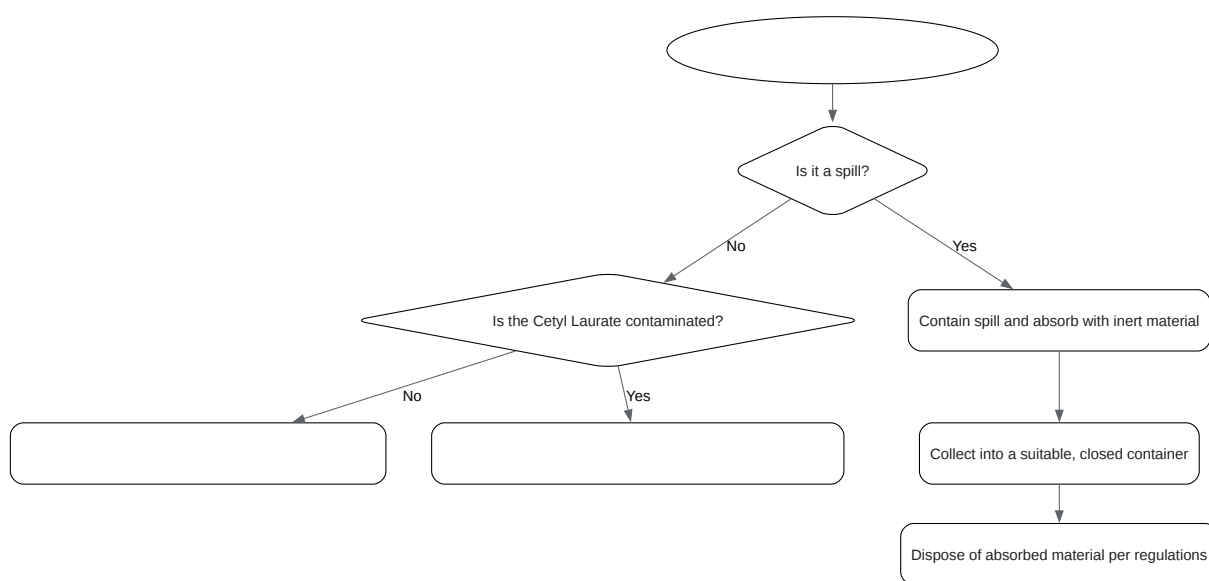 Is it a spill?
No
Yes
Is the Cetyl Laurate contaminated?
Contain spill and absorb with inert material
No
Yes
Collect into a suitable, closed container
Dispose of absorbed material per regulations